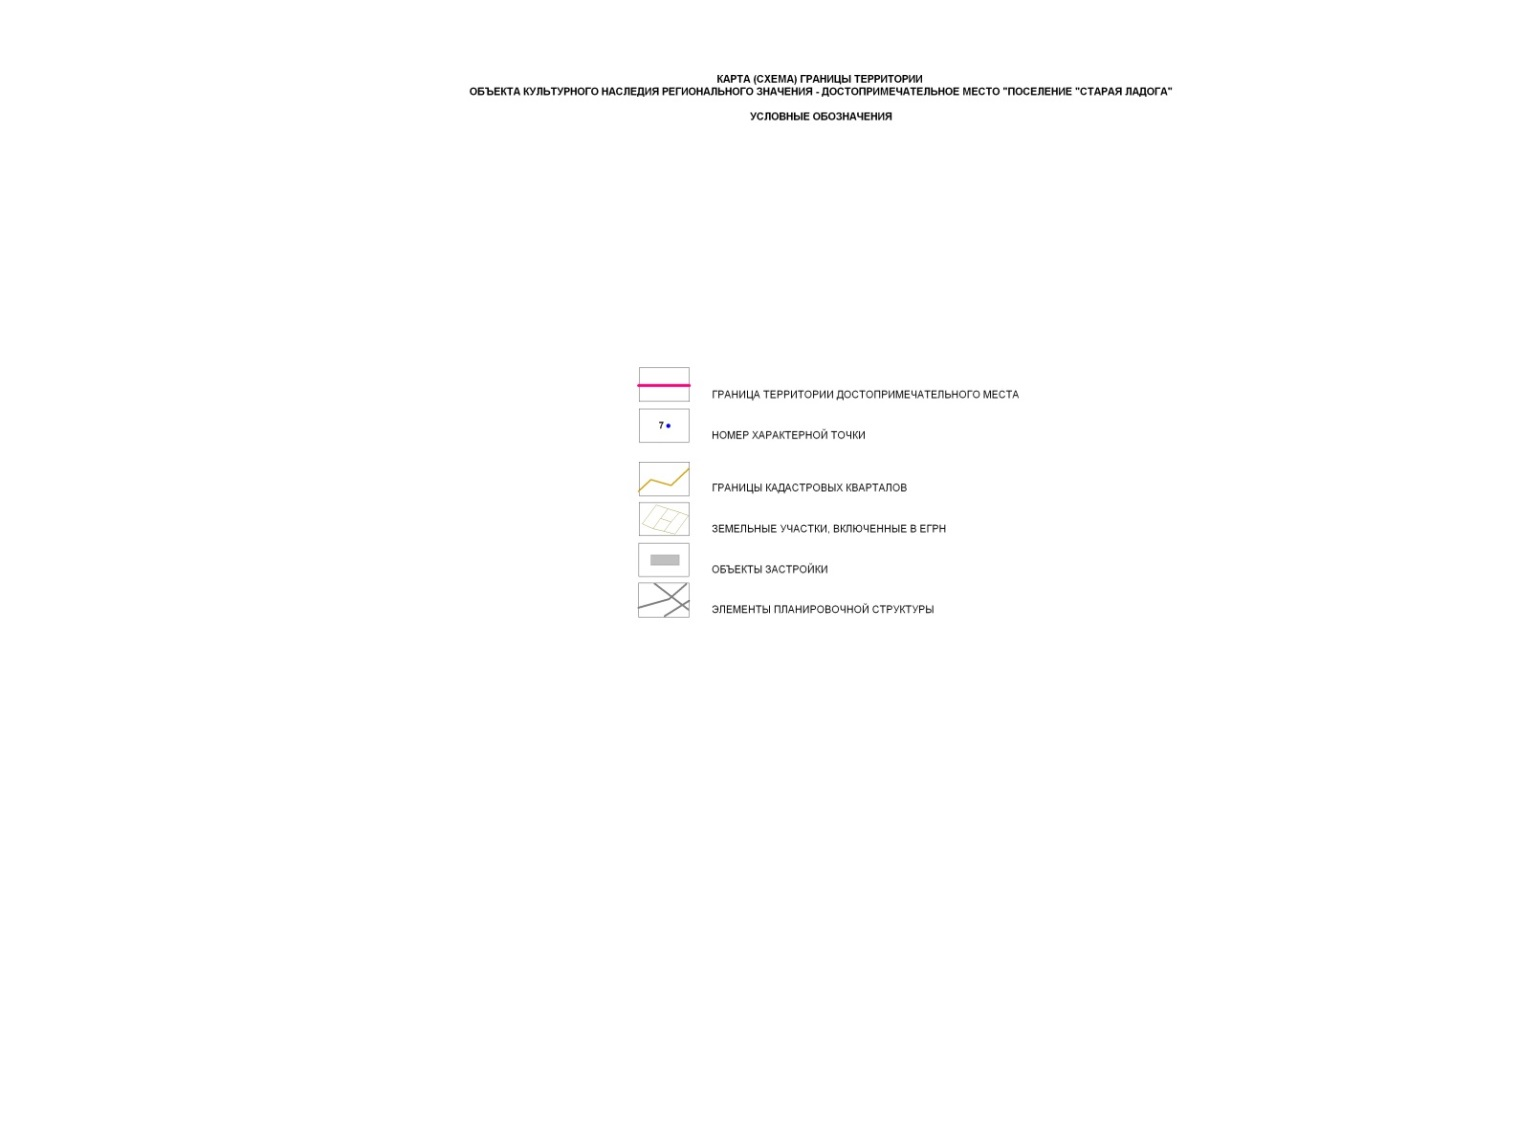 КАРТА (СХЕМА) ГРАНИЦЫ ТЕРРИТОРИИ
ОБЪЕКТА КУЛЬТУРНОГО НАСЛЕДИЯ РЕГИОНАЛЬНОГО ЗНАЧЕНИЯ - ДОСТОПРИМЕЧАТЕЛЬНОЕ МЕСТО "ПОСЕЛЕНИЕ "СТАРАЯ ЛАДОГА"
УСЛОВНЫЕ ОБОЗНАЧЕНИЯ
ГРАНИЦА ТЕРРИТОРИИ ДОСТОПРИМЕЧАТЕЛЬНОГО МЕСТА
7
НОМЕР ХАРАКТЕРНОЙ ТОЧКИ
ГРАНИЦЫ КАДАСТРОВЫХ КВАРТАЛОВ
ЗЕМЕЛЬНЫЕ УЧАСТКИ, ВКЛЮЧЕННЫЕ В ЕГРН
ОБЪЕКТЫ ЗАСТРОЙКИ
ЭЛЕМЕНТЫ ПЛАНИРОВОЧНОЙ СТРУКТУРЫ